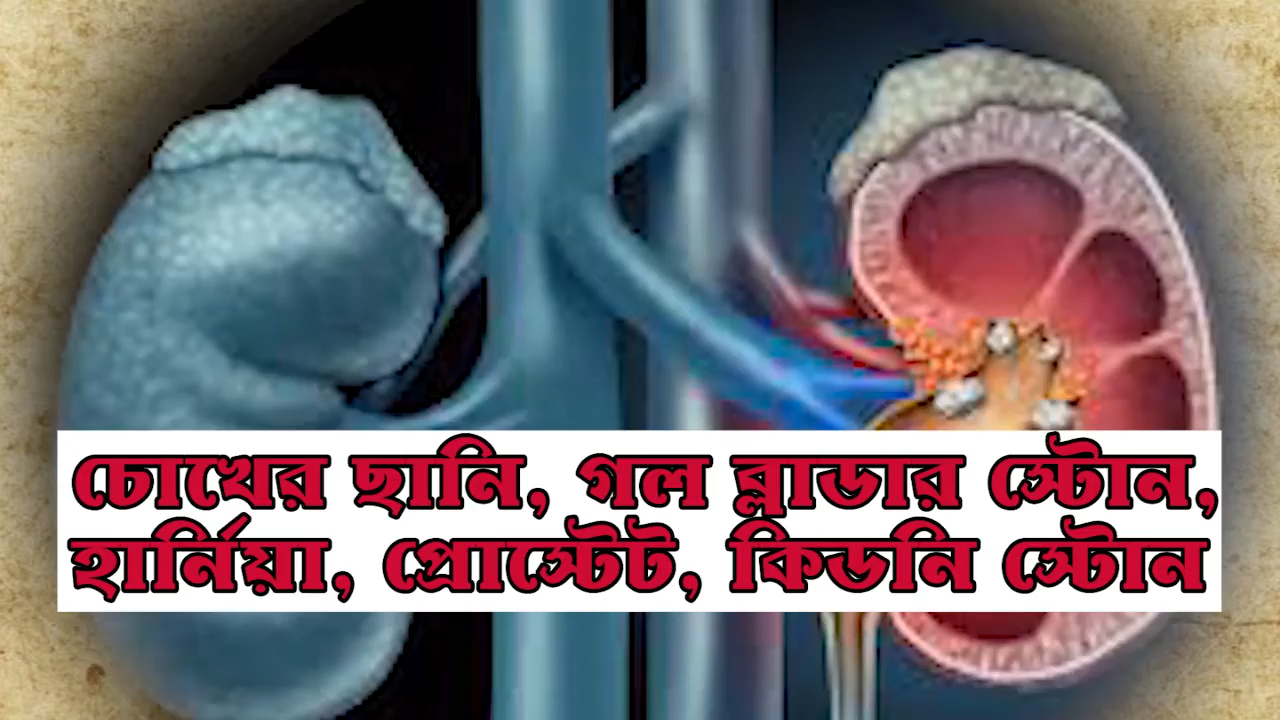 চোখের ছানি, গল ব্লাডার স্টোন,
হার্নিয়া, প্রোস্টেট, কিডনি স্টোন